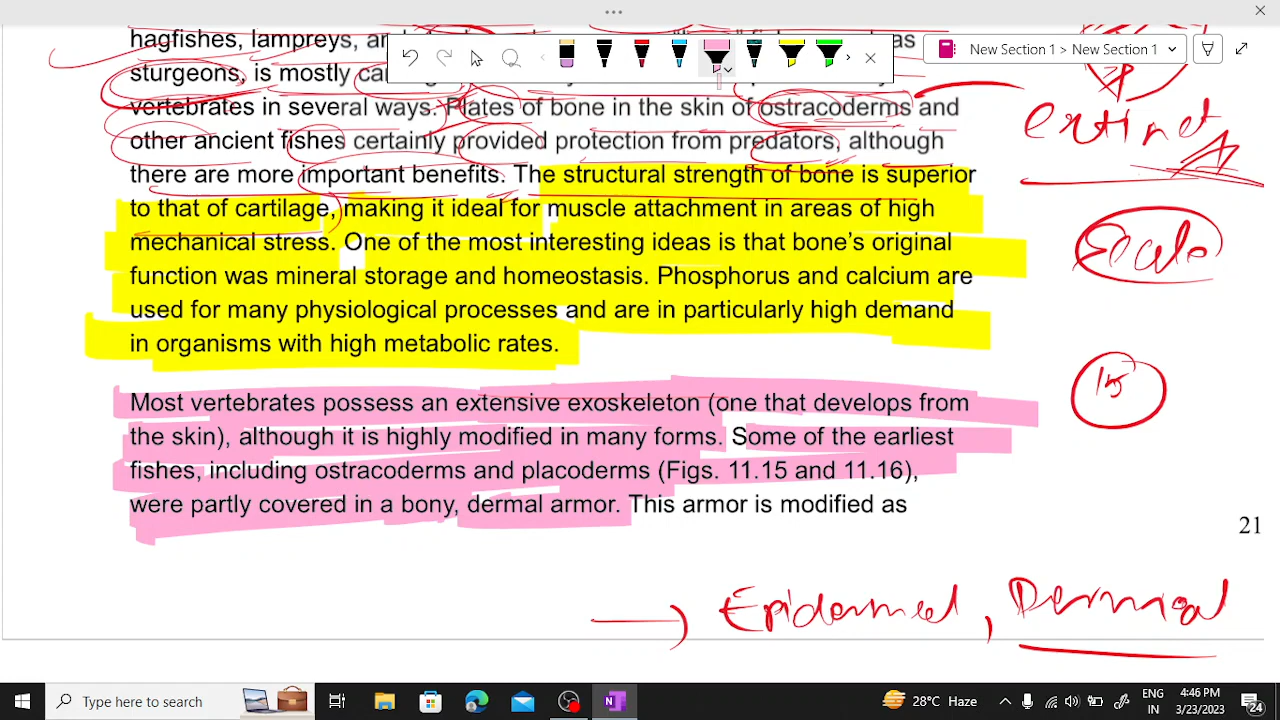 New Section 1 > New Section 1
hagfishes, lampreys, an as
sturgeons, is mostly ca
vertebrates in several ways. Plates of bone in the skin of ostracoderms and
other ancient fishes certainly provided protection from predators, although
there are more important benefits. The structural strength of bone is superior
to that of cartilage, making it ideal for muscle attachment in areas of high
mechanical stress. One of the most interesting ideas is that bone's original
function was mineral storage and homeostasis. Phosphorus and calcium are
used for many physiological processes and are in particularly high demand
in organisms with high metabolic rates.
extinct
Scale
15
Most vertebrates possess an extensive exoskeleton (one that develops from
the skin), although it is highly modified in many forms. Some of the earliest
fishes, including ostracoderms and placoderms (Figs. 11.15 and 11.16),
were partly covered in a bony, dermal armor. This armor is modified as
21
Epidermal, Dermal
Type here to search
28°C Haze
ENG
IN
4:46 PM
3/23/2023
24